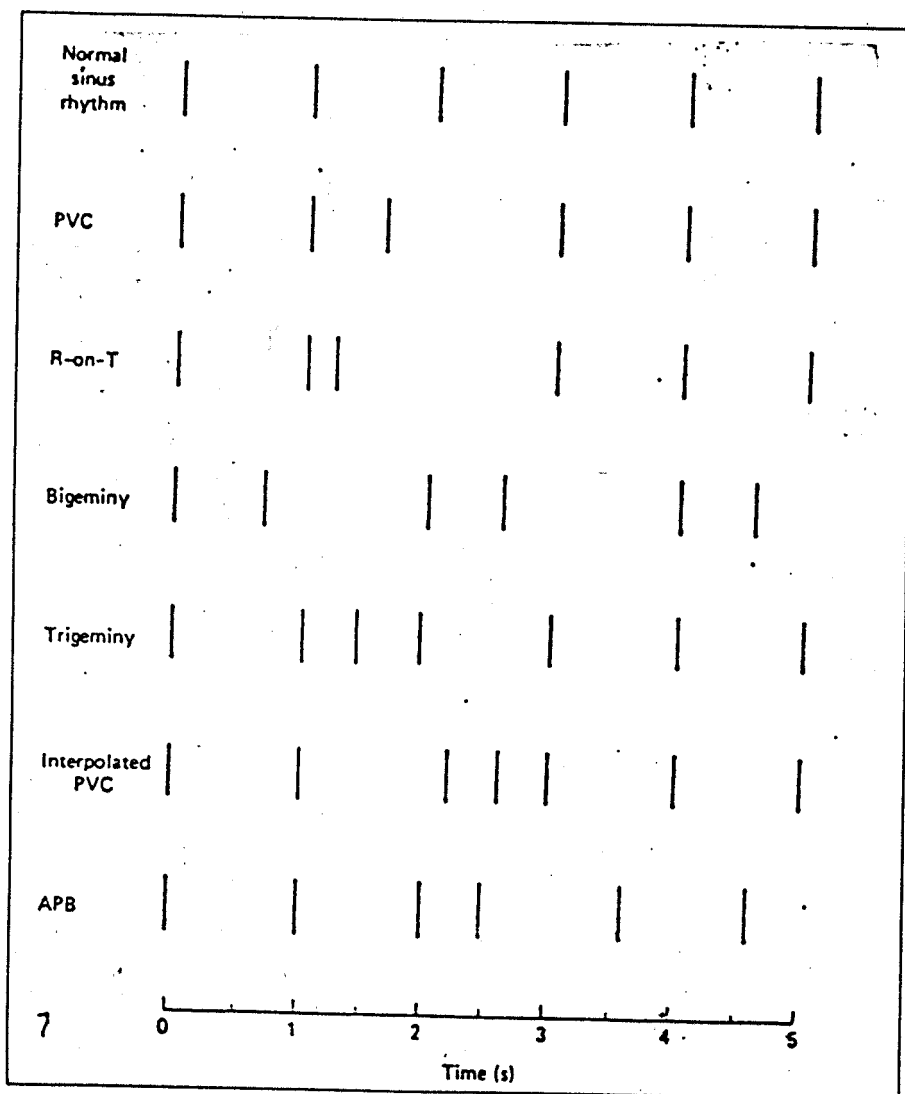 Normal
sinus
rhythm
PVC
R-on-T
Bigeminy
Trigeminy
Interpolated
PVC
APB
7
0 1 2 3 4 5
Time (s)